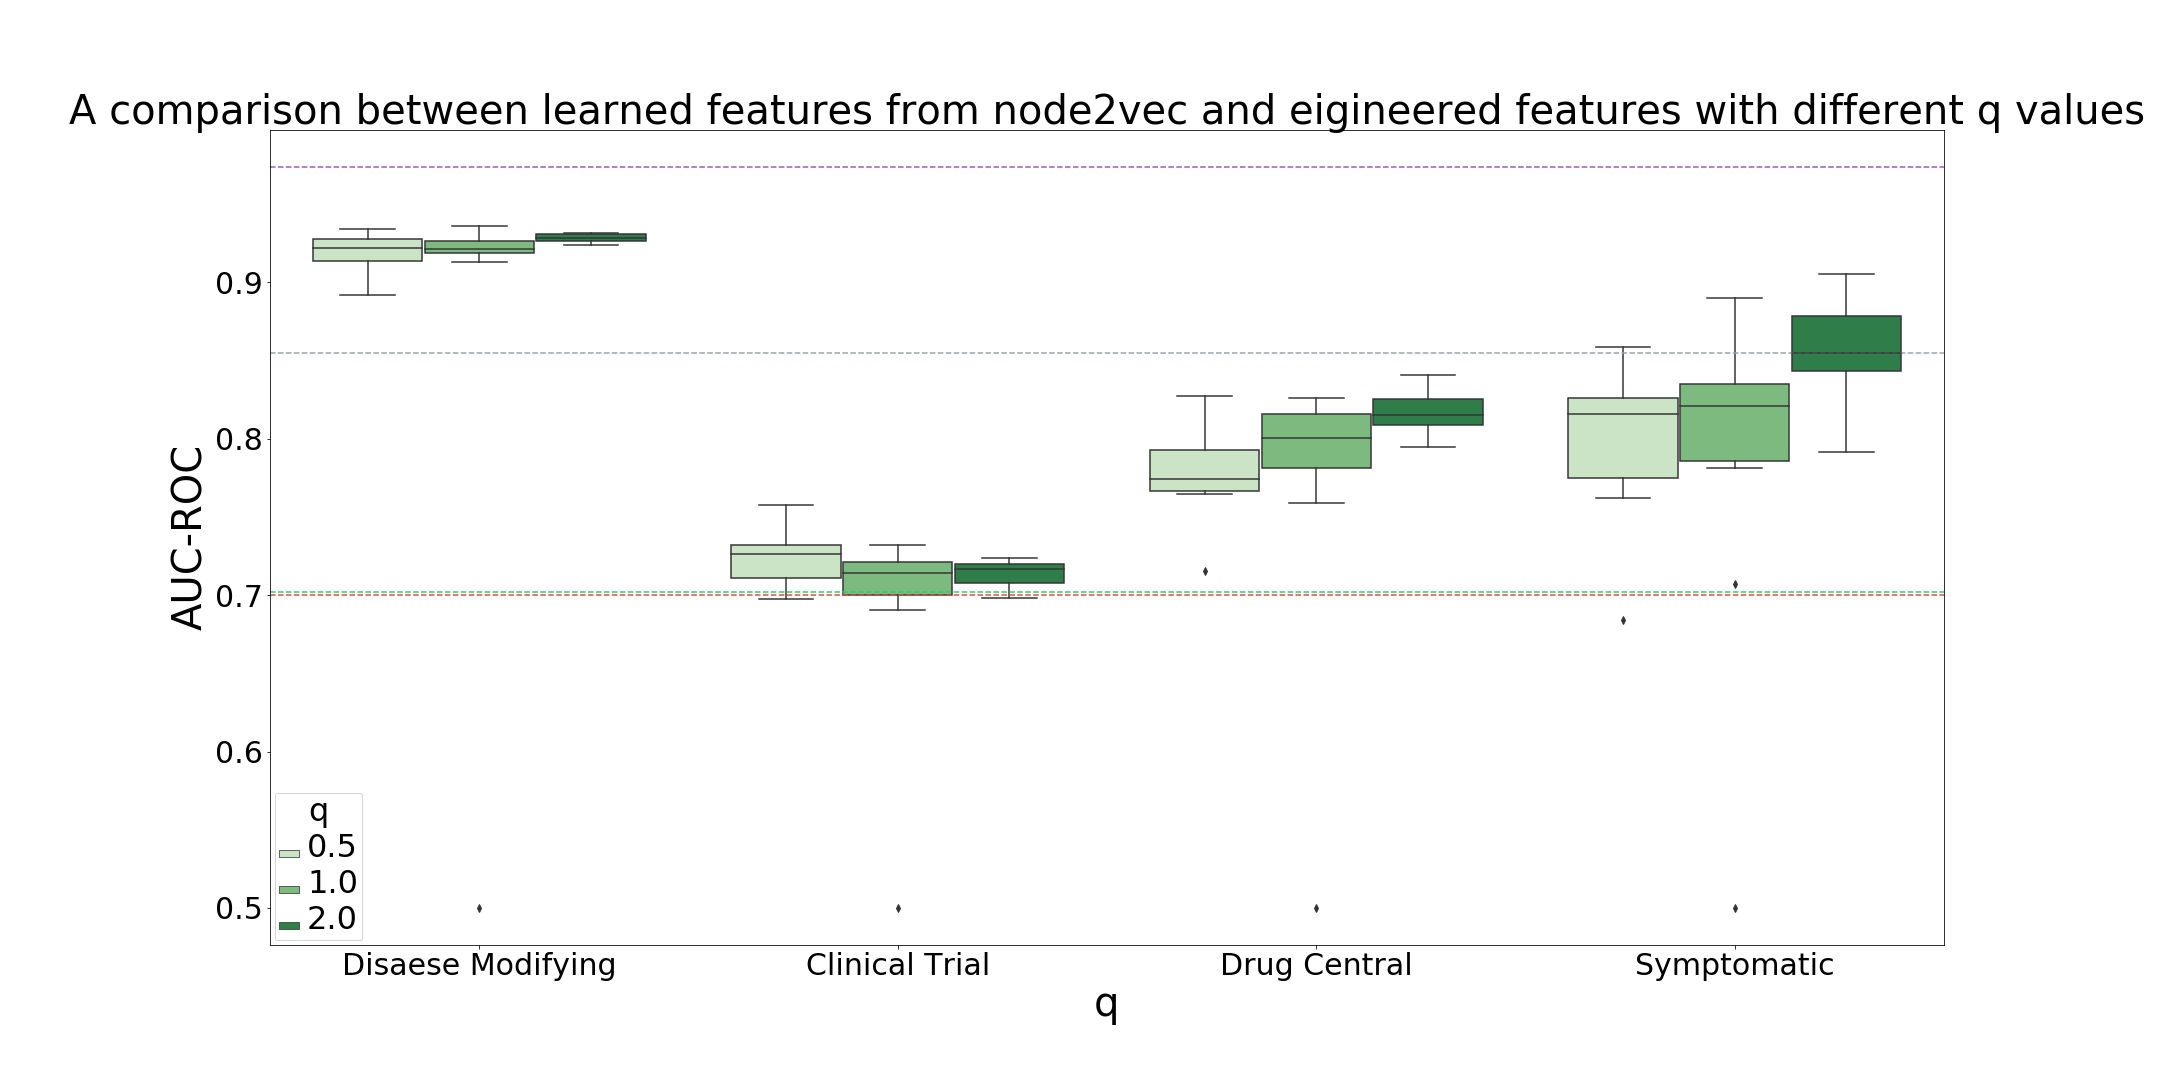 A comparison between learned features from node2vec and eigineered features with different q values
AUC-ROC
0.9
0.8
0.7
0.6
0.5
q
0.5
1.0
2.0
Disaese Modifying
Clinical Trial
Drug Central
Symptomatic
q